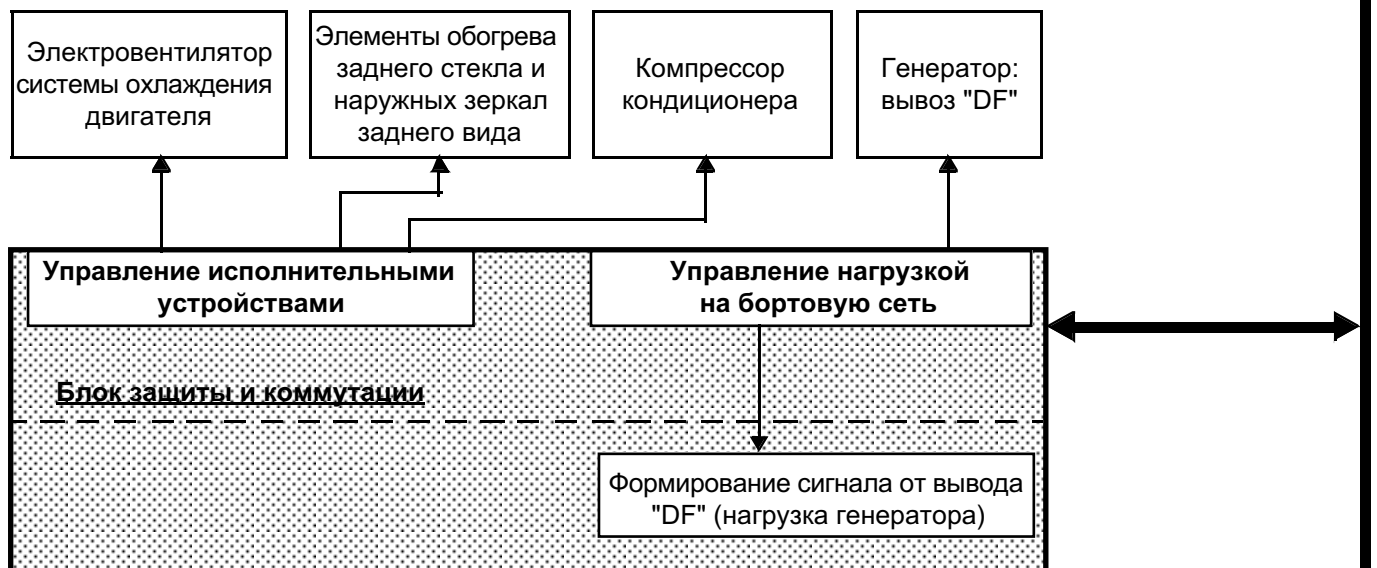 Электровентилятор
системы охлаждения
двигателя
Элементы обогрева
заднего стекла и
наружных зеркал
заднего вида
Компрессор
кондиционера
Генератор:
вывоз "DF"
Управление исполнительными
устройствами
Управление нагрузкой
на бортовую сеть
Блок защиты и коммутации
Формирование сигнала от вывода
"DF" (нагрузка генератора)